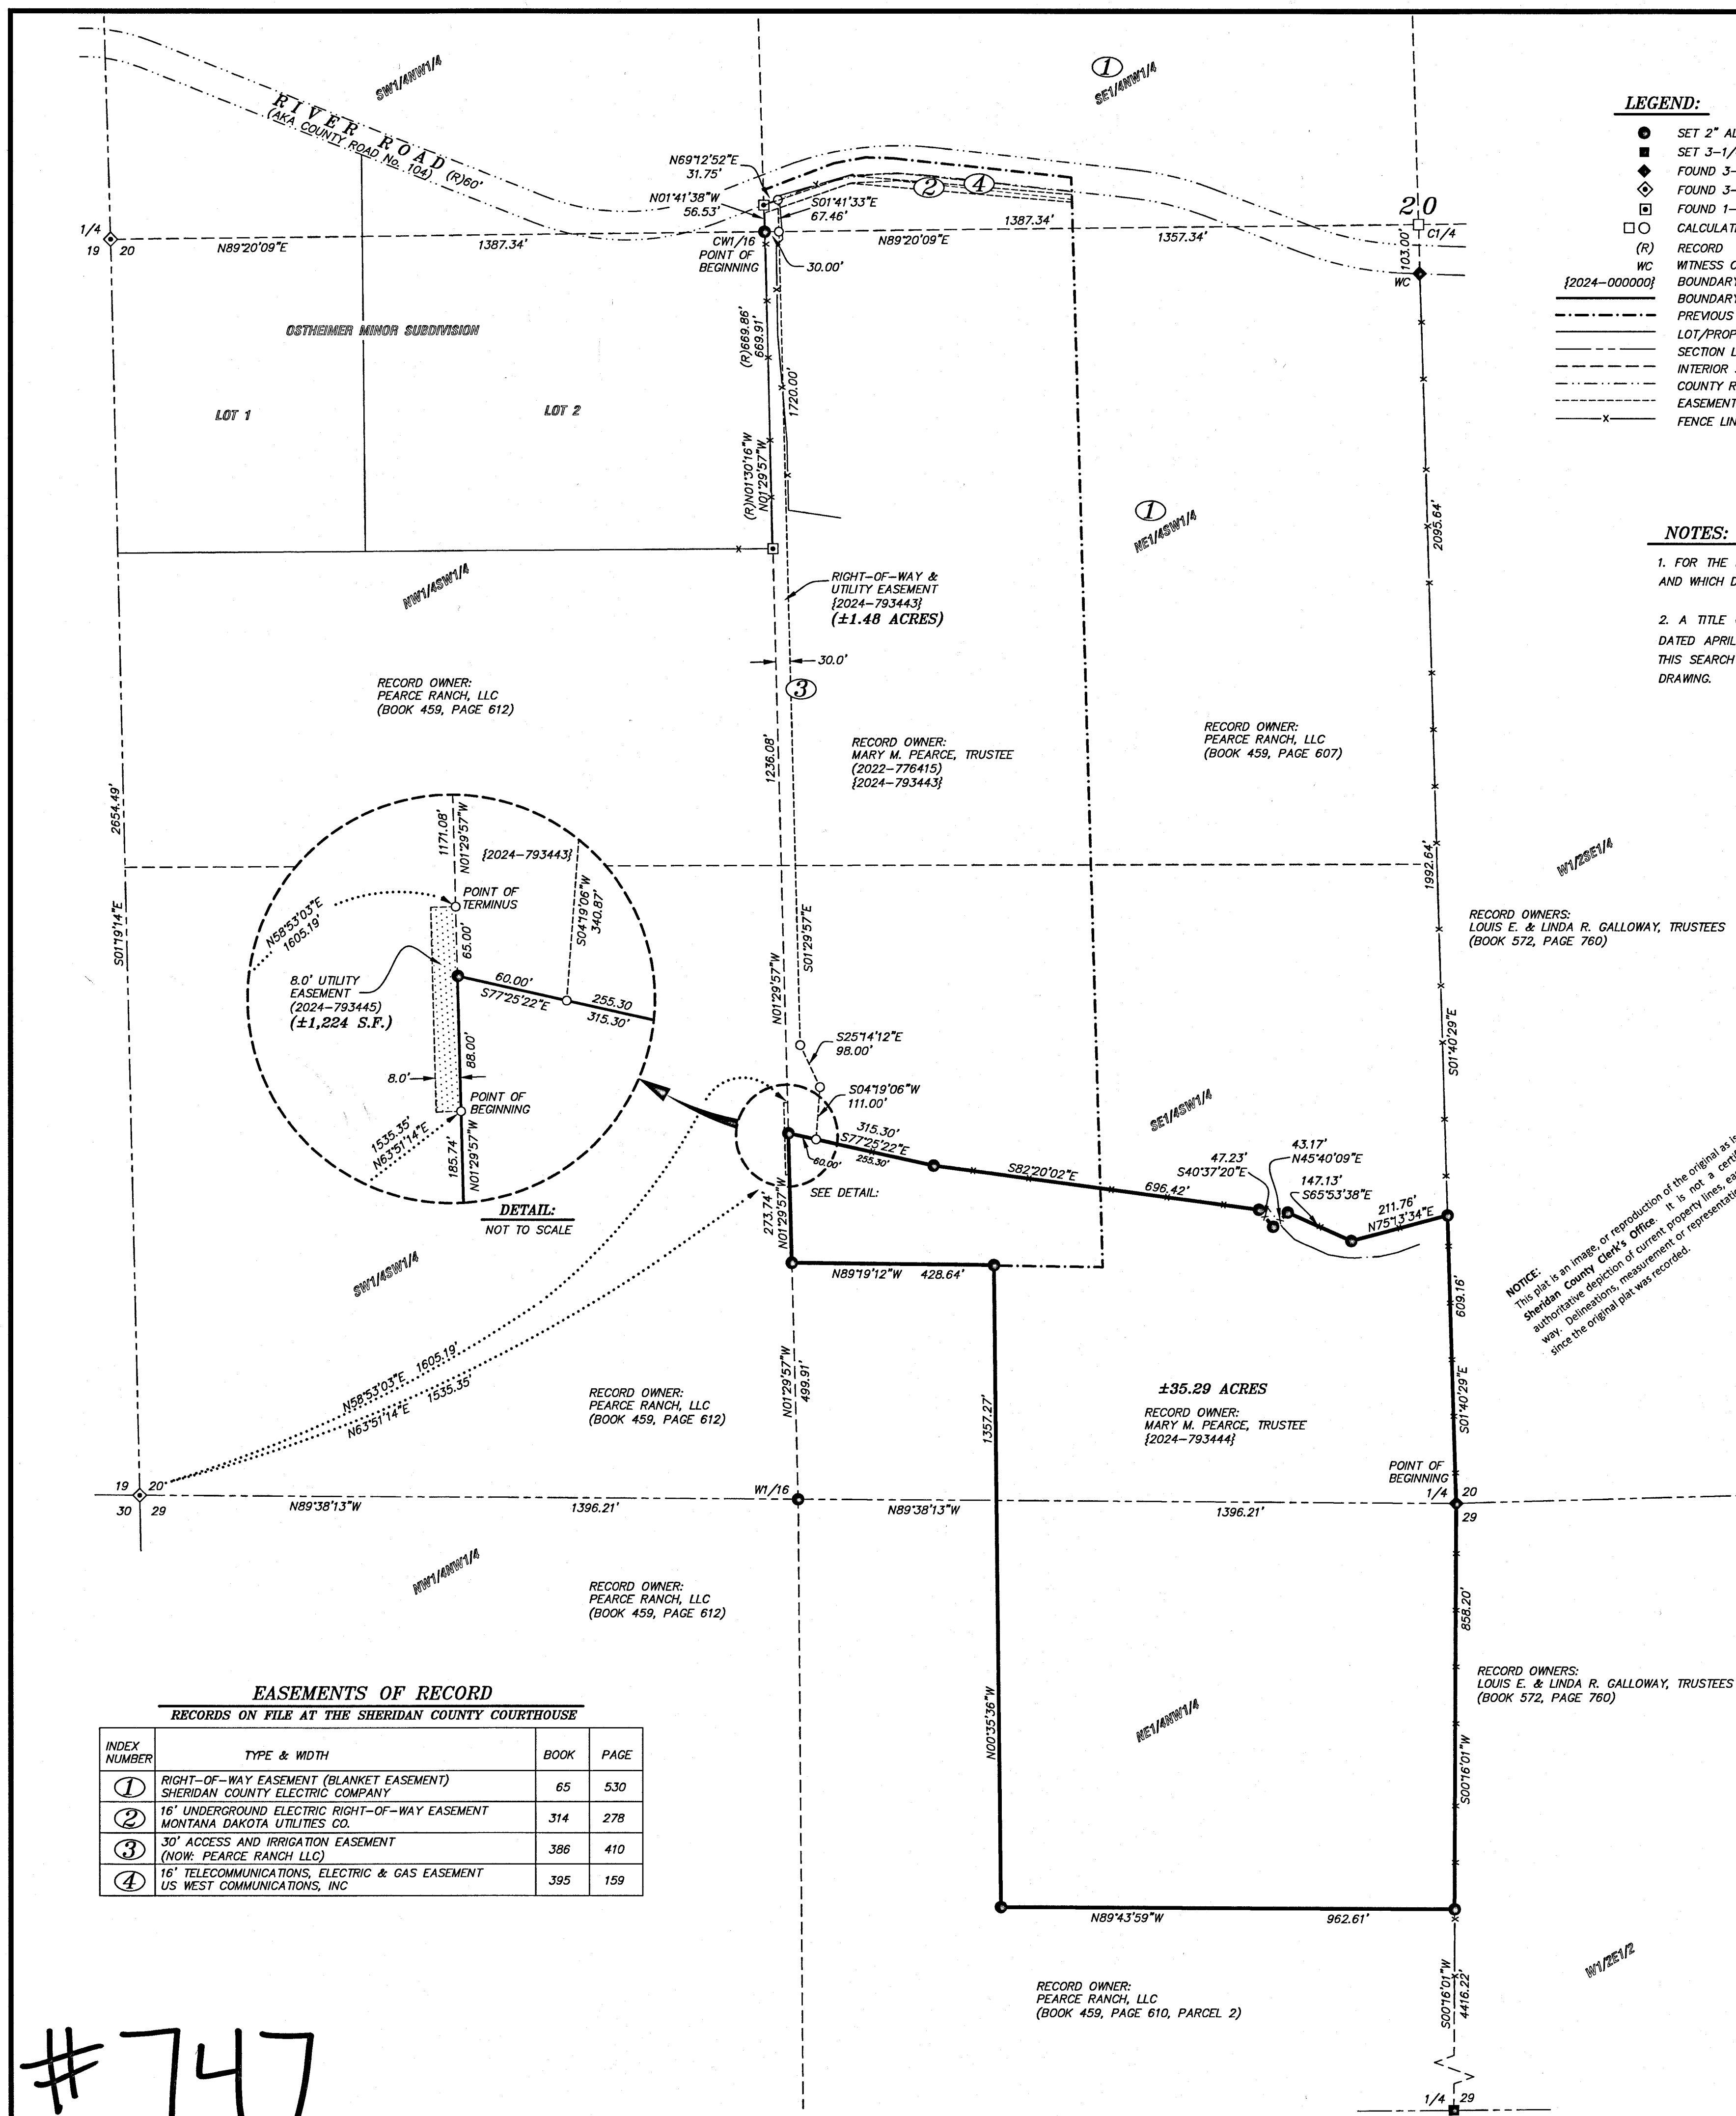 SW1/4NW1/4
1
SE1/4NW1/4
RIVER ROAD (R)60'
(AKA COUNTY ROAD No. 104)
N69°12'52"E
31.75'
N01°41'38"W
56.53'
S01°41'33"E
67.46'
2
4
1387.34'
20
1/4
19 20
N89°20'09"E
1387.34'
CW1/16
POINT OF
BEGINNING
30.00'
N89°20'09"E
1357.34'
C1/4
103.00'
WC
LEGEND:
SET 2" AL
SET 3-1/
FOUND 3-
FOUND 3-
FOUND 1-
CALCULAT
(R) RECORD
WC WITNESS C
{2024-000000} BOUNDARY
BOUNDARY
PREVIOUS
LOT/PROP
SECTION L
INTERIOR
COUNTY R
EASEMENT
FENCE LIN
OSTHEIMER MINOR SUBDIVISION
LOT 1
LOT 2
(R)669.86'
669.91'
1720.00'
(R)N01°30'16"W
N01°29'57"W
1
NE1/4SW1/4
2095.64'
NOTES:
1. FOR THE
AND WHICH D
2. A TITLE
DATED APRIL
THIS SEARCH
DRAWING.
NW1/4SW1/4
RIGHT-OF-WAY &
UTILITY EASEMENT
{2024-793443}
(±1.48 ACRES)
30.0'
3
RECORD OWNER:
PEARCE RANCH, LLC
(BOOK 459, PAGE 612)
RECORD OWNER:
MARY M. PEARCE, TRUSTEE
(2022-776415)
{2024-793443}
RECORD OWNER:
PEARCE RANCH, LLC
(BOOK 459, PAGE 607)
1236.08'
2654.49'
S01°19'14"E
1992.64'
W1/2SE1/4
RECORD OWNERS:
LOUIS E. & LINDA R. GALLOWAY, TRUSTEES
(BOOK 572, PAGE 760)
1171.08'
N01°29'57"W
{2024-793443}
POINT OF
TERMINUS
N58°53'03"E
1605.19'
S04°19'06"W
340.87'
65.00'
8.0' UTILITY
EASEMENT
(2024-793445)
(±1,224 S.F.)
60.00'
S77°25'22"E
255.30
315.30'
88.00'
8.0'
POINT OF
BEGINNING
1535.35'
N63°51'14"E
185.74'
N01°29'57"W
DETAIL:
NOT TO SCALE
N01°29'57"W
S01°29'57"E
S25°14'12"E
98.00'
S04°19'06"W
111.00'
315.30'
S77°25'22"E
60.00'
255.30'
SEE DETAIL:
S82°20'02"E
696.42'
SE1/4SW1/4
S01°40'29"E
47.23'
S40°37'20"E
43.17'
N45°40'09"E
147.13'
S65°53'38"E
211.76'
N75°13'34"E
NOTICE:
This plat is an image, or reproduction of the original as is
Sheridan County Clerk's Office. It is not a certifi
authoritative depiction of current property lines, ea
way. Delineations, measurement or representatio
since the original plat was recorded.
273.74'
N01°29'57"W
N89°19'12"W 428.64'
SW1/4SW1/4
609.16'
S01°40'29"E
N58°53'03"E 1605.19'
N63°51'14"E 1535.35'
RECORD OWNER:
PEARCE RANCH, LLC
(BOOK 459, PAGE 612)
N01°29'57"W
499.91'
1357.27'
±35.29 ACRES
RECORD OWNER:
MARY M. PEARCE, TRUSTEE
{2024-793444}
POINT OF
BEGINNING
1/4 20
29
19 20
30 29
N89°38'13"W
1396.21'
W1/16
N89°38'13"W
1396.21'
NW1/4NW1/4
RECORD OWNER:
PEARCE RANCH, LLC
(BOOK 459, PAGE 612)
858.20'
RECORD OWNERS:
LOUIS E. & LINDA R. GALLOWAY, TRUSTEES
(BOOK 572, PAGE 760)
N00°35'36"W
NE1/4NW1/4
S00°16'01"W
EASEMENTS OF RECORD
RECORDS ON FILE AT THE SHERIDAN COUNTY COURTHOUSE
INDEX
NUMBER TYPE & WIDTH BOOK PAGE
1 RIGHT-OF-WAY EASEMENT (BLANKET EASEMENT)
SHERIDAN COUNTY ELECTRIC COMPANY 65 530
2 16' UNDERGROUND ELECTRIC RIGHT-OF-WAY EASEMENT
MONTANA DAKOTA UTILITIES CO. 314 278
3 30' ACCESS AND IRRIGATION EASEMENT
(NOW: PEARCE RANCH LLC) 386 410
4 16' TELECOMMUNICATIONS, ELECTRIC & GAS EASEMENT
US WEST COMMUNICATIONS, INC 395 159
N89°43'59"W
962.61'
RECORD OWNER:
PEARCE RANCH, LLC
(BOOK 459, PAGE 610, PARCEL 2)
W1/2E1/2
S00°16'01"W
4416.22'
1/4 29
#747